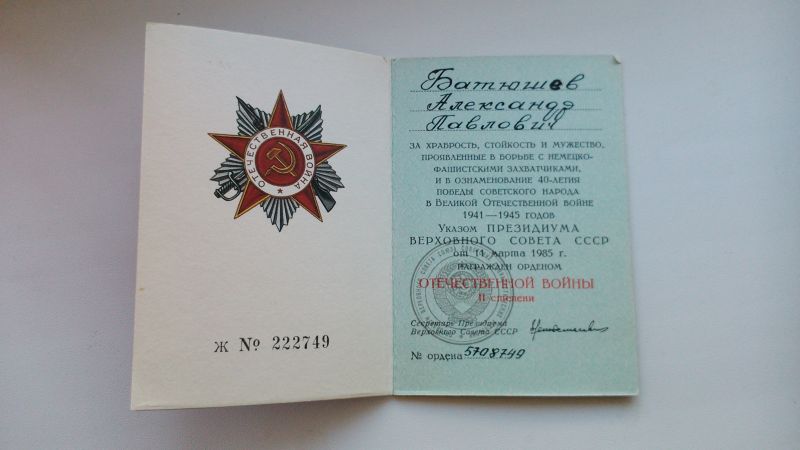 ОТЕЧЕСТВЕННАЯ ВОЙНА
Ж № 222749
Батюшев
Александр
Павлович
ЗА ХРАБРОСТЬ, СТОЙКОСТЬ И МУЖЕСТВО,
ПРОЯВЛЕННЫЕ В БОРЬБЕ С НЕМЕЦКО-
ФАШИСТСКИМИ ЗАХВАТЧИКАМИ,
И В ОЗНАМЕНОВАНИЕ 40-ЛЕТИЯ
ПОБЕДЫ СОВЕТСКОГО НАРОДА
В ВЕЛИКОЙ ОТЕЧЕСТВЕННОЙ ВОЙНЕ
1941—1945 ГОДОВ
УКАЗОМ ПРЕЗИДИУМА
ВЕРХОВНОГО СОВЕТА СССР
от 11 марта 1985 г.
НАГРАЖДЕН ОРДЕНОМ
ОТЕЧЕСТВЕННОЙ ВОЙНЫ
II степени
Секретарь Президиума
Верховного Совета СССР
№ ордена 5708749